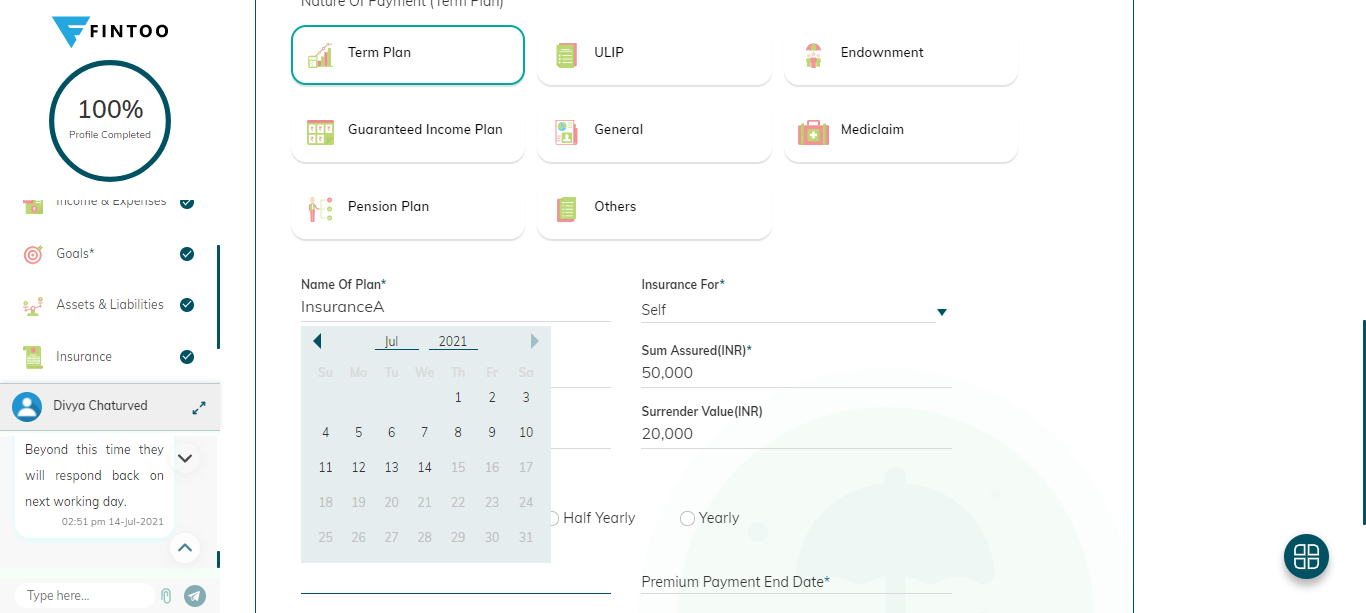 FINTOO
100%
Profile Completed
Income & Expenses
Goals*
Assets & Liabilities
Insurance
Divya Chaturved
Beyond this time they
will respond back on
next working day.
02:51 pm 14-Jul-2021
Type here...
Nature Of Payment (Term Plan)
Term Plan
ULIP
Endownment
Guaranteed Income Plan
General
Mediclaim
Pension Plan
Others
Name Of Plan*
InsuranceA
Insurance For*
Self
Jul 2021
Su Mo Tu We Th Fr Sa
1 2 3
4 5 6 7 8 9 10
11 12 13 14 15 16 17
18 19 20 21 22 23 24
25 26 27 28 29 30 31
Sum Assured(INR)*
50,000
Surrender Value(INR)
20,000
Half Yearly
Yearly
Premium Payment End Date*